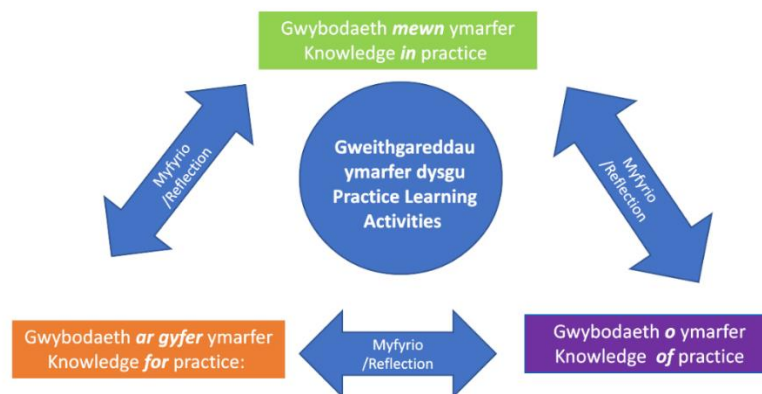 Gwybodaeth mewn ymarfer
Knowledge in practice
Myfyrio
/Reflection
Gweithgareddau
ymarfer dysgu
Practice Learning
Activities
Myfyrio
/Reflection
Gwybodaeth ar gyfer ymarfer
Knowledge for practice:
Myfyrio
/Reflection
Gwybodaeth o ymarfer
Knowledge of practice